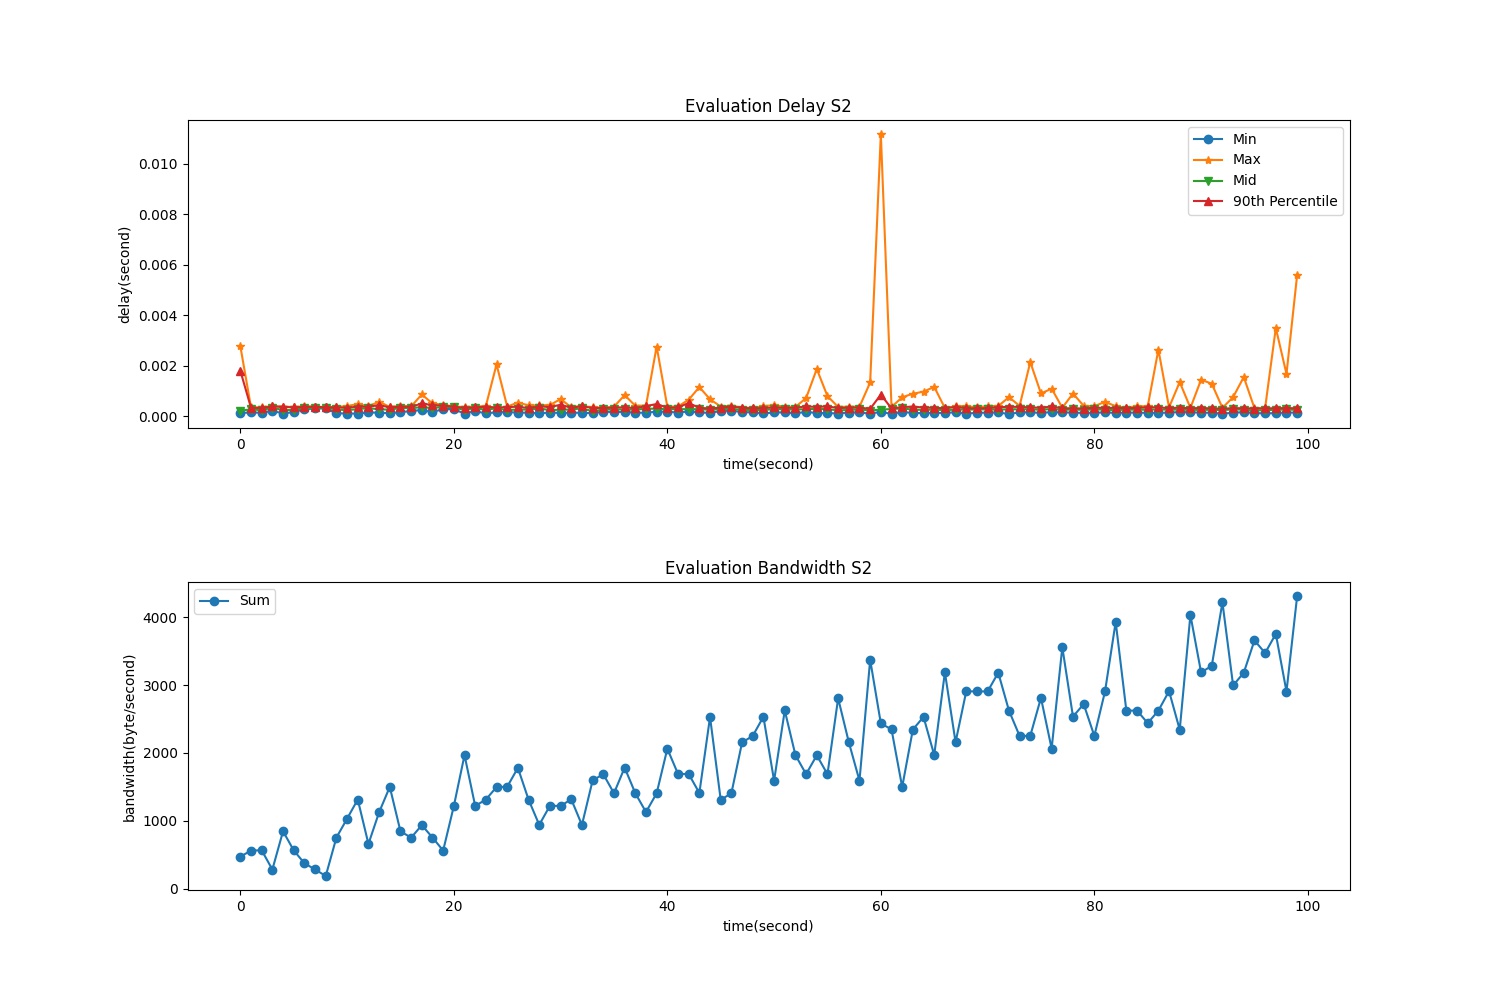 Evaluation Delay S2
Min
Max
Mid
90th Percentile
delay(second)
0.010
0.008
0.006
0.004
0.002
0.000
0 20 40 60 80 100
time(second)
Evaluation Bandwidth S2
Sum
bandwidth(byte/second)
4000
3000
2000
1000
0
0 20 40 60 80 100
time(second)